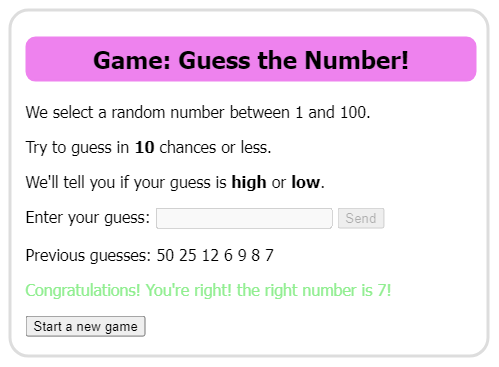 Game: Guess the Number!
We select a random number between 1 and 100.
Try to guess in 10 chances or less.
We'll tell you if your guess is high or low.
Enter your guess: Send
Previous guesses: 50 25 12 6 9 8 7
Congratulations! You're right! the right number is 7!
Start a new game